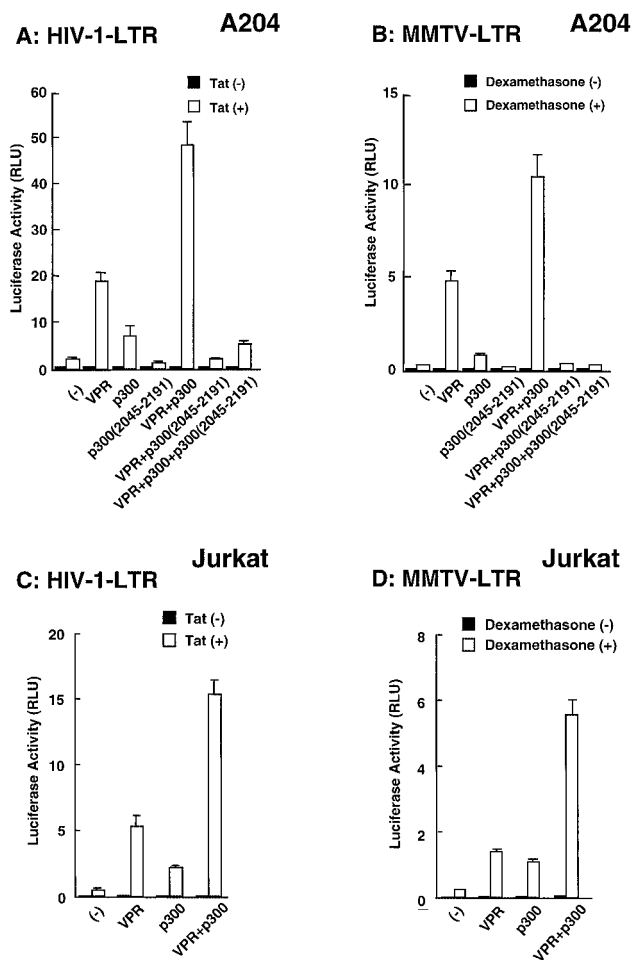 A: HIV-1-LTR A204
Tat (-)
Tat (+)
Luciferase Activity (RLU)
60
50
40
30
20
10
0
(-)
VPR
p300
p300(2045-2191)
VPR+p300
VPR+p300(2045-2191)
VPR+p300+p300(2045-2191)
B: MMTV-LTR A204
Dexamethasone (-)
Dexamethasone (+)
Luciferase Activity (RLU)
15
10
5
0
(-)
VPR
p300
p300(2045-2191)
VPR+p300
VPR+p300(2045-2191)
VPR+p300+p300(2045-2191)
C: HIV-1-LTR Jurkat
Tat (-)
Tat (+)
Luciferase Activity (RLU)
20
15
10
5
0
(-)
VPR
p300
VPR+p300
D: MMTV-LTR Jurkat
Dexamethasone (-)
Dexamethasone (+)
Luciferase Activity (RLU)
8
6
4
2
0
(-)
VPR
p300
VPR+p300